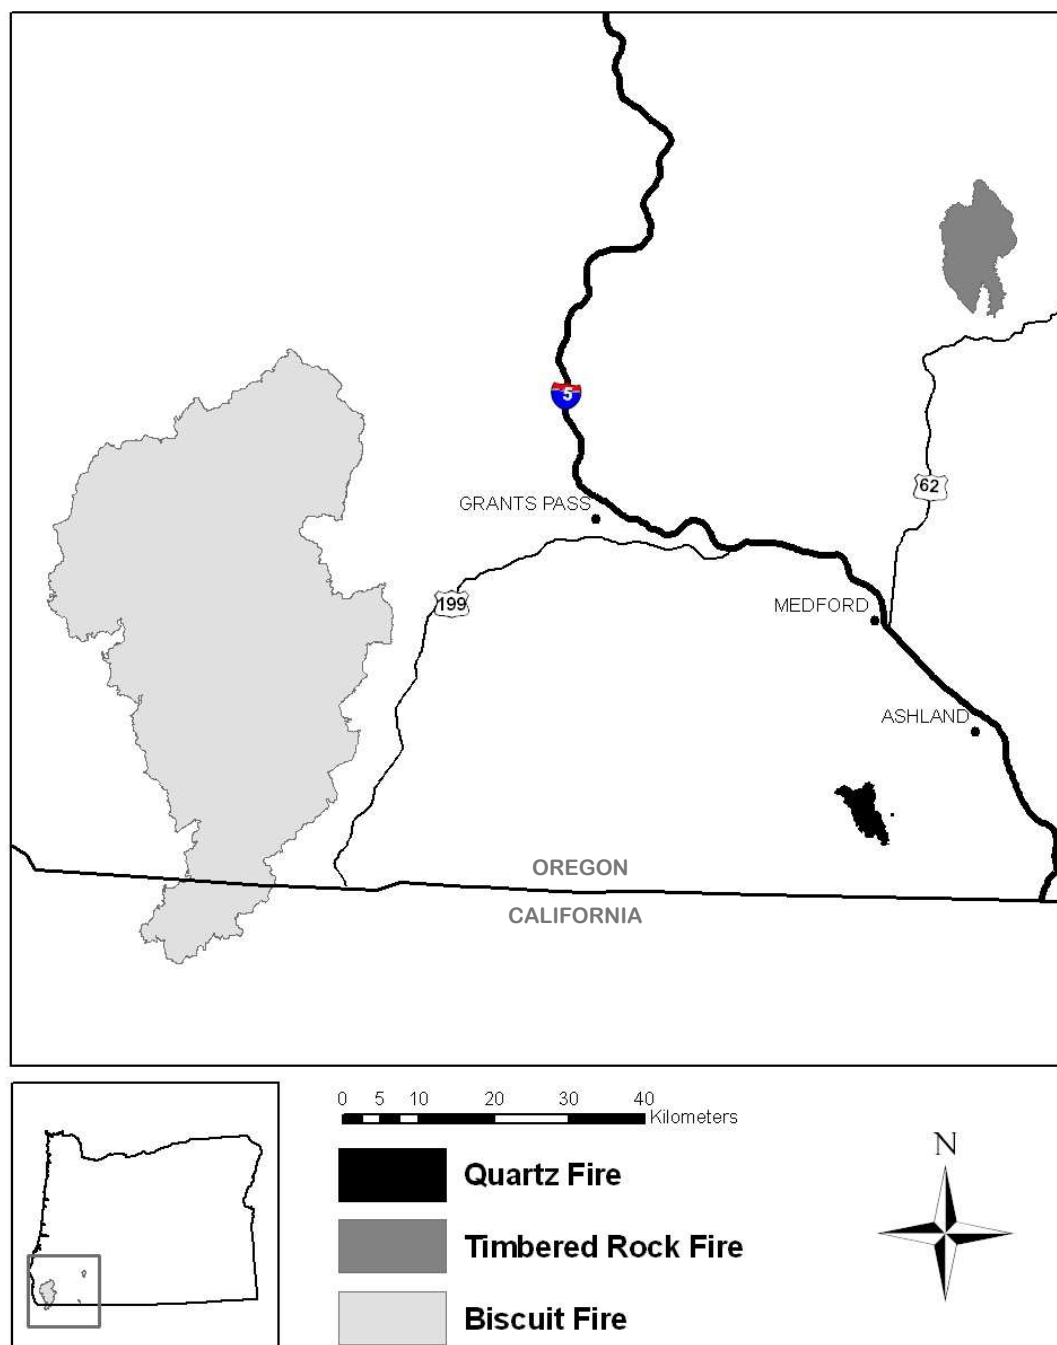 5
GRANTS PASS
62
199
MEDFORD
ASHLAND
OREGON
CALIFORNIA
0 5 10 20 30 40
Kilometers
N
Quartz Fire
Timbered Rock Fire
Biscuit Fire